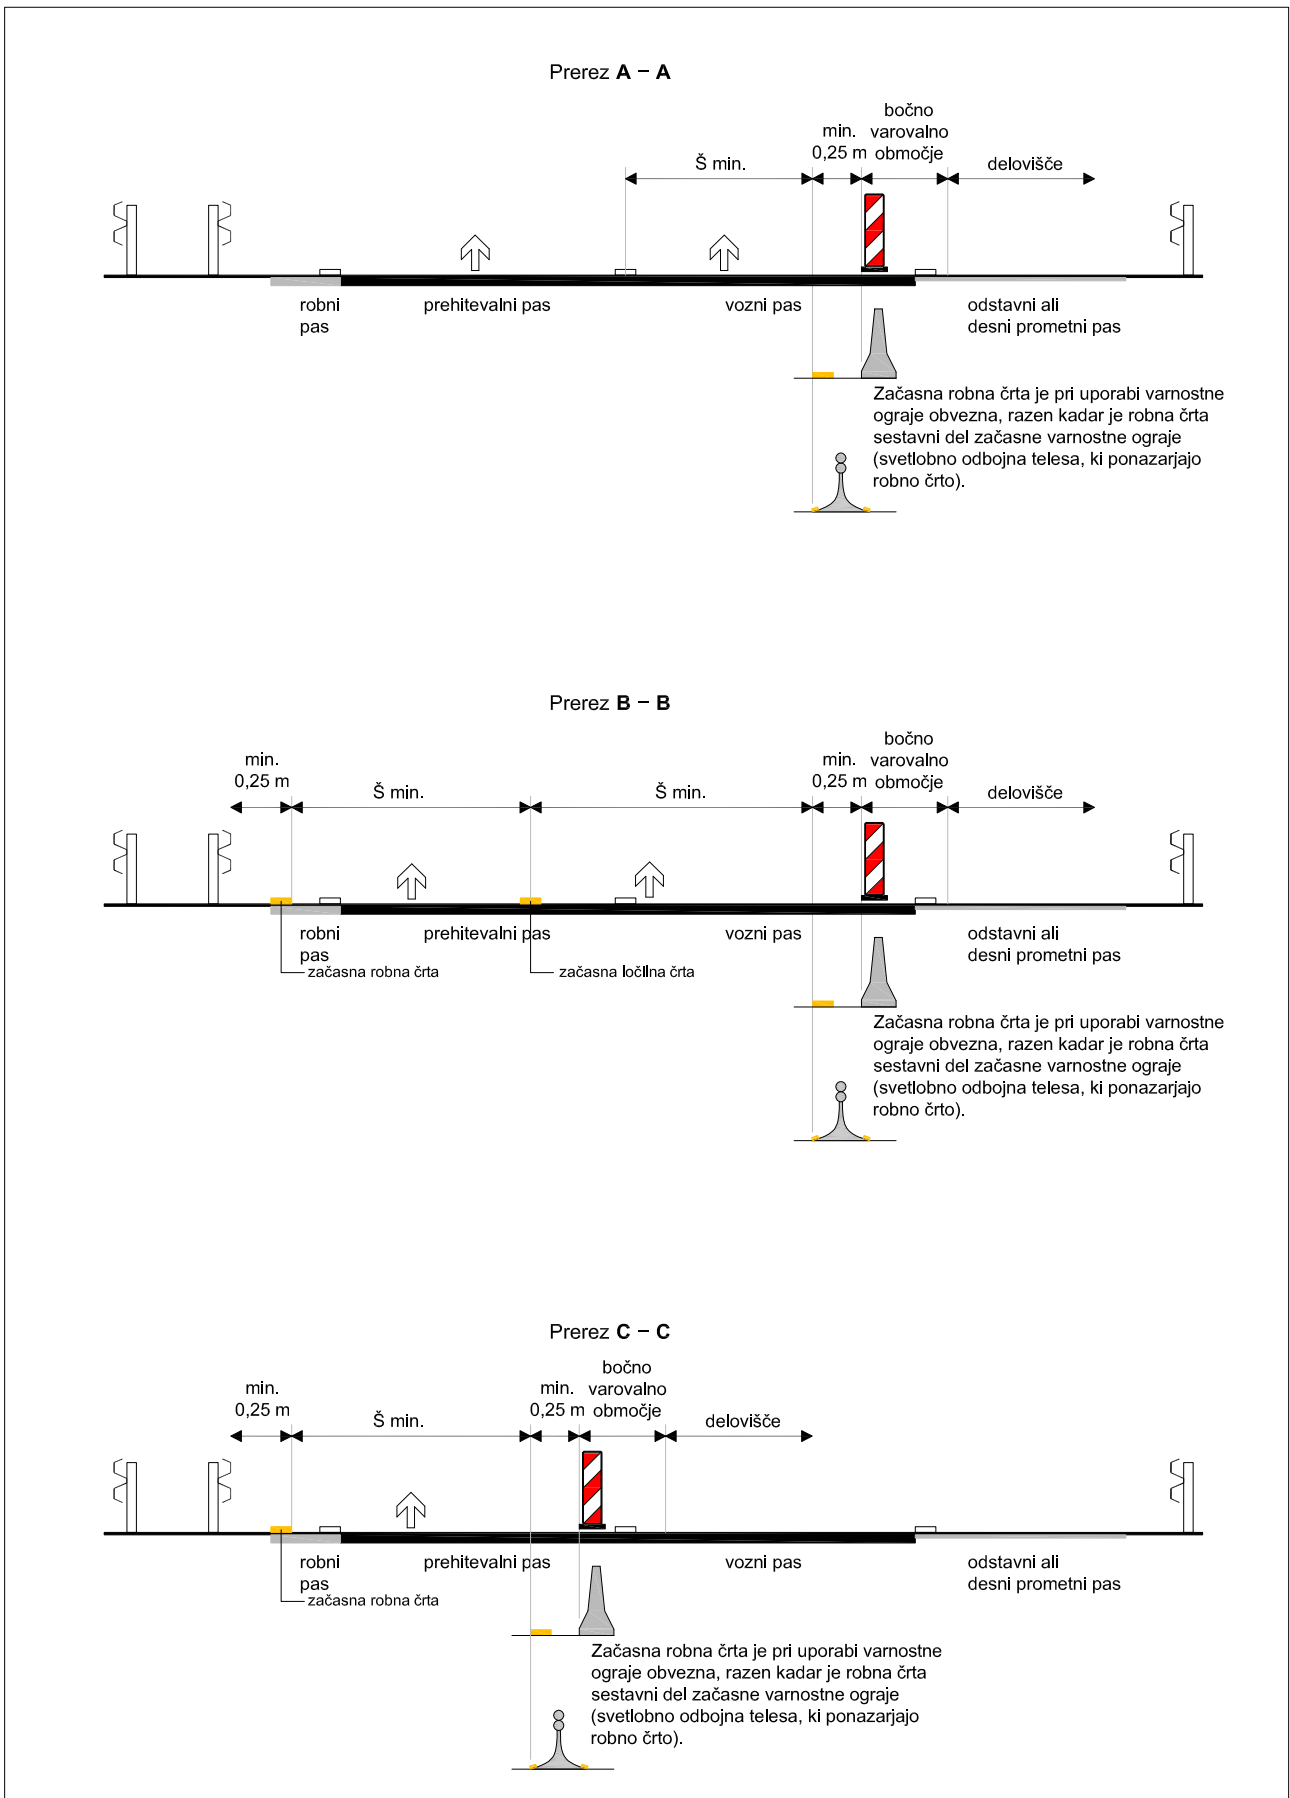 Prerez A – A
bočno
min. varovalno
0,25 m območje
Š min.
delovišče
robni
pas
prehitevalni pas
vozni pas
odstavni ali
desni prometni pas
Začasna robna črta je pri uporabi varnostne
ograje obvezna, razen kadar je robna črta
sestavni del začasne varnostne ograje
(svetlobno odbojna telesa, ki ponazarjajo
robno črto).
Prerez B – B
bočno
min.
0,25 m
min. varovalno
0,25 m območje
Š min.
Š min.
delovišče
robni
pas
prehitevalni pas
vozni pas
odstavni ali
desni prometni pas
začasna robna črta
začasna ločilna črta
Začasna robna črta je pri uporabi varnostne
ograje obvezna, razen kadar je robna črta
sestavni del začasne varnostne ograje
(svetlobno odbojna telesa, ki ponazarjajo
robno črto).
Prerez C – C
bočno
min.
0,25 m
min. varovalno
0,25 m območje
Š min.
delovišče
robni
pas
prehitevalni pas
vozni pas
odstavni ali
desni prometni pas
začasna robna črta
Začasna robna črta je pri uporabi varnostne
ograje obvezna, razen kadar je robna črta
sestavni del začasne varnostne ograje
(svetlobno odbojna telesa, ki ponazarjajo
robno črto).